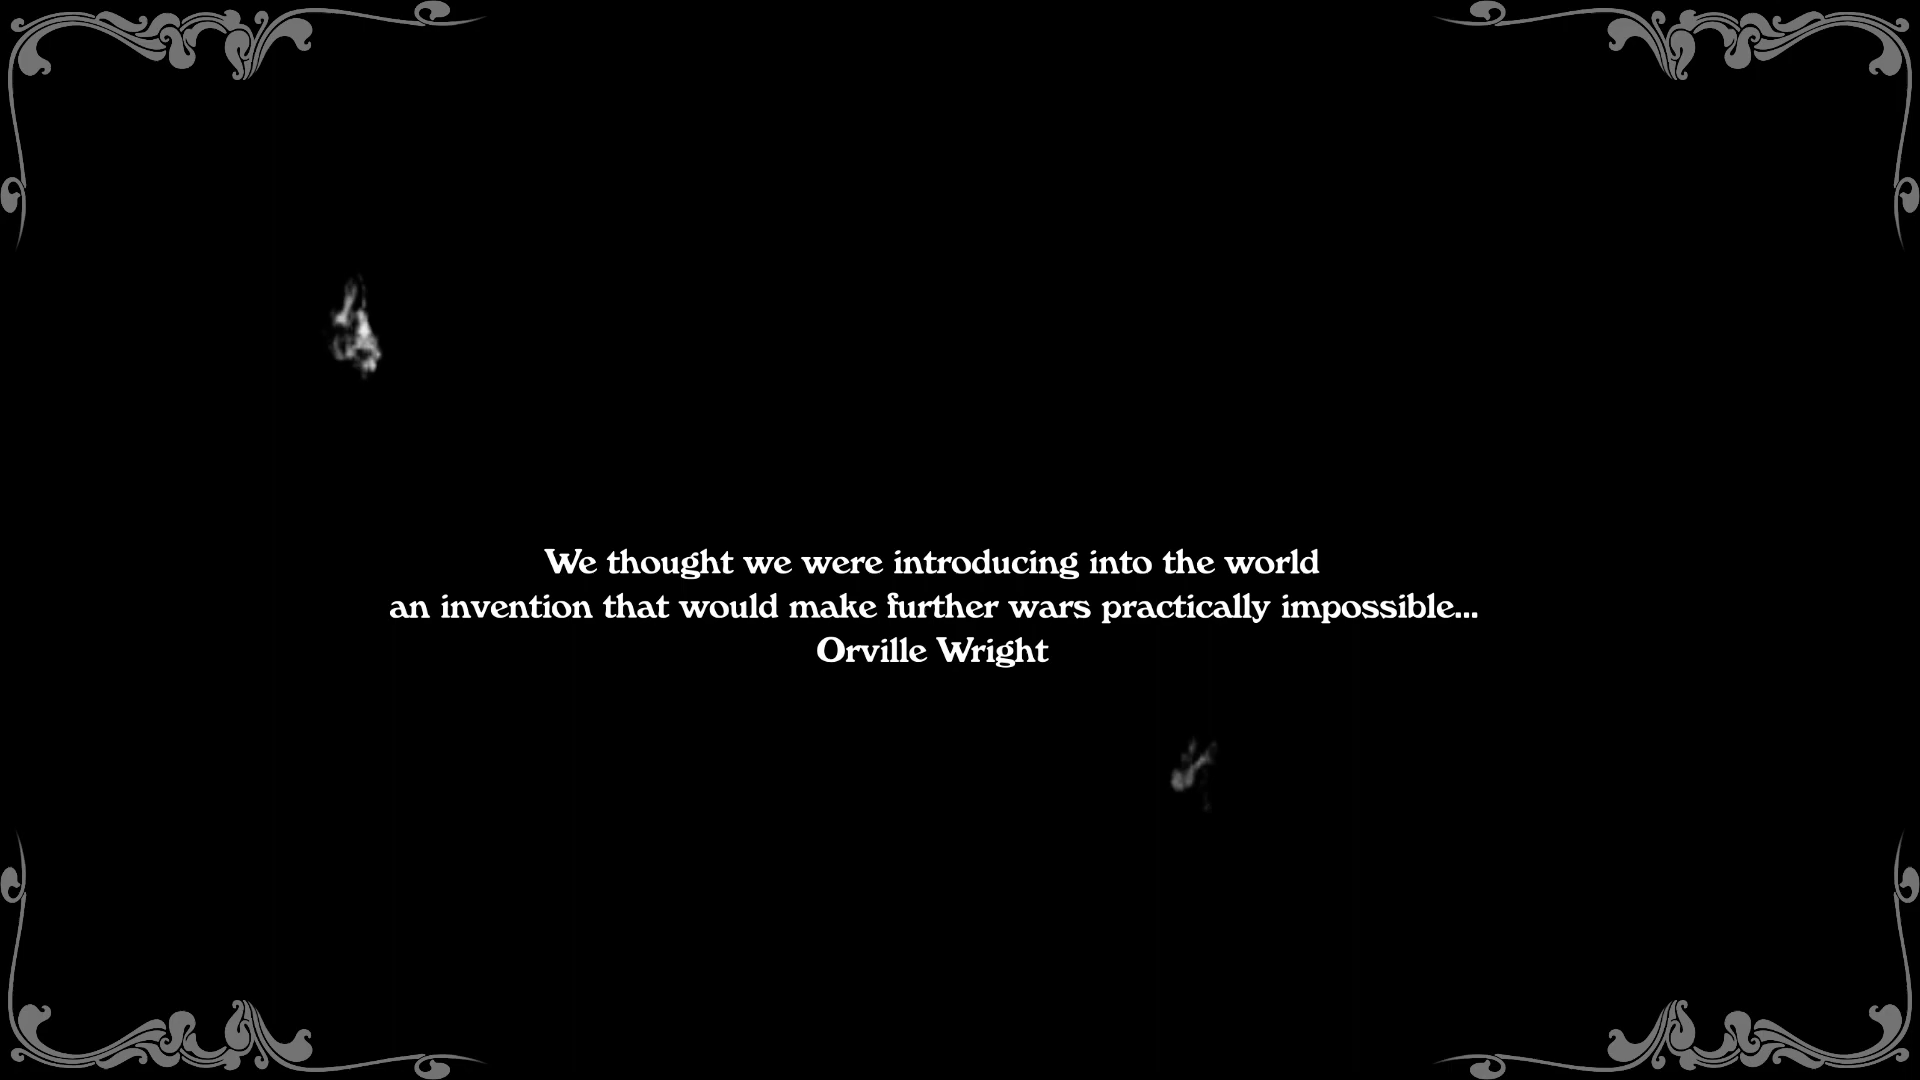 We thought we were introducing into the world
an invention that would make further wars practically impossible...
Orville Wright